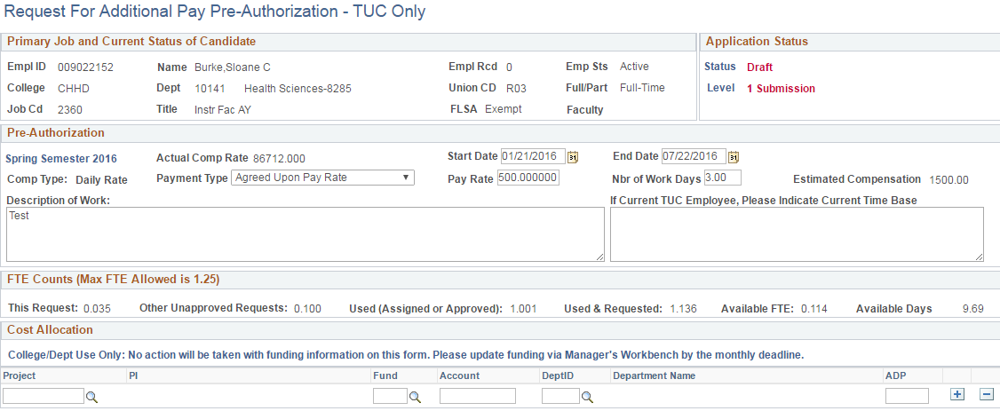 Request For Additional Pay Pre-Authorization - TUC Only
Primary Job and Current Status of Candidate
Application Status
Empl ID 009022152 Name Burke,Sloane C Empl Rcd 0 Emp Sts Active
Status Draft
College CHHD Dept 10141 Health Sciences-8285 Union CD R03 Full/Part Full-Time
Level 1 Submission
Job Cd 2360 Title Instr Fac AY FLSA Exempt Faculty
Pre-Authorization
Spring Semester 2016 Actual Comp Rate 86712.000 Start Date 01/21/2016 31 End Date 07/22/2016 31
Comp Type: Daily Rate Payment Type Agreed Upon Pay Rate Pay Rate 500.000000 Nbr of Work Days 3.00 Estimated Compensation 1500.00
Description of Work:
If Current TUC Employee, Please Indicate Current Time Base
Test
FTE Counts (Max FTE Allowed is 1.25)
This Request: 0.035 Other Unapproved Requests: 0.100 Used (Assigned or Approved): 1.001 Used & Requested: 1.136 Available FTE: 0.114 Available Days 9.69
Cost Allocation
College/Dept Use Only: No action will be taken with funding information on this form. Please update funding via Manager's Workbench by the monthly deadline.
Project PI Fund Account DeptID Department Name ADP